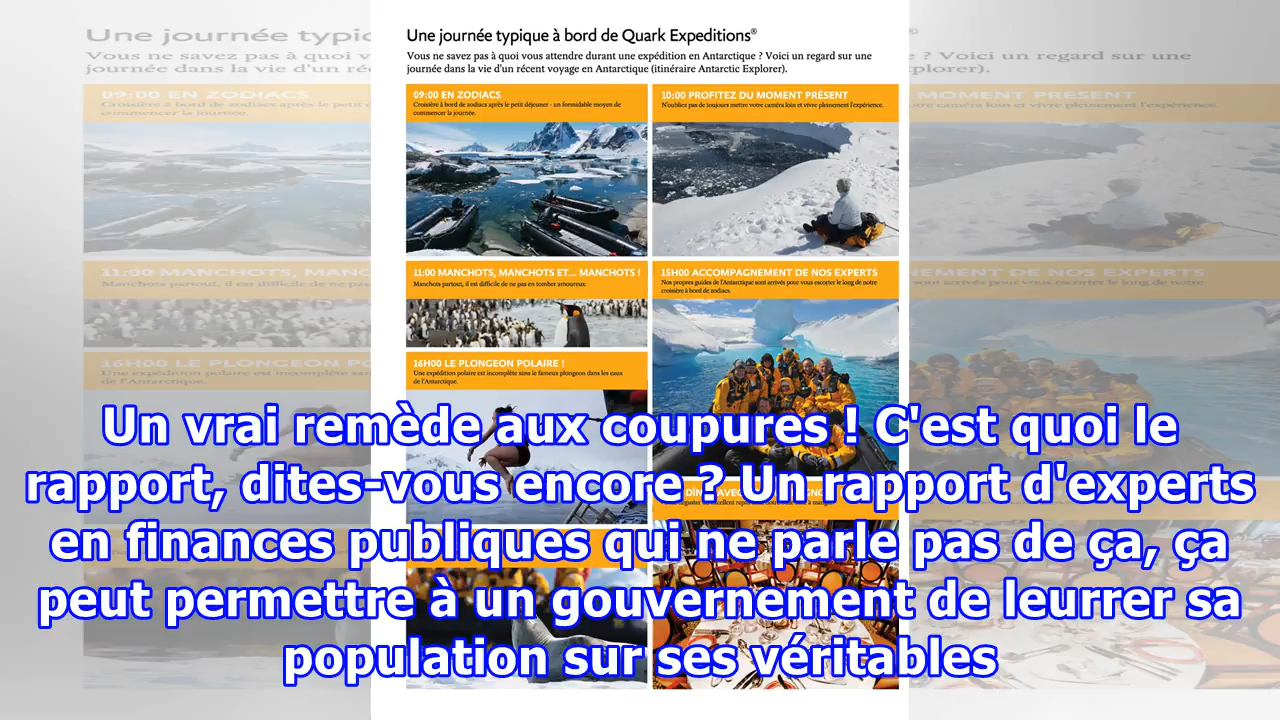 Une journée typique à bord de Quark Expeditions®
Vous ne savez pas à quoi vous attendre durant une expédition en Antarctique ? Voici un regard sur une
journée dans la vie d'un récent voyage en Antarctique (itinéraire Antarctic Explorer).
09:00 EN ZODIACS
Croisière à bord de zodiacs après le petit déjeuner - un formidable moyen de
commencer la journée.
10:00 PROFITEZ DU MOMENT PRÉSENT
N'oubliez pas de toujours mettre votre caméra loin et vivre pleinement l'expérience.
11:00 MANCHOTS, MANCHOTS ET... MANCHOTS !
Manchots partout, il est difficile de ne pas en tomber amoureux.
15H00 ACCOMPAGNEMENT DE NOS EXPERTS
Nos propres guides de l'Antarctique sont arrivés pour vous escorter le long de notre
croisière à bord de zodiacs.
16H00 LE PLONGEON POLAIRE !
Une expédition polaire est incomplète sans le fameux plongeon dans les eaux
de l'Antarctique.
Un vrai remède aux coupures ! C'est quoi le
rapport, dites-vous encore ? Un rapport d'experts
en finances publiques qui ne parle pas de ça, ça
peut permettre à un gouvernement de leurrer sa
population sur ses véritables